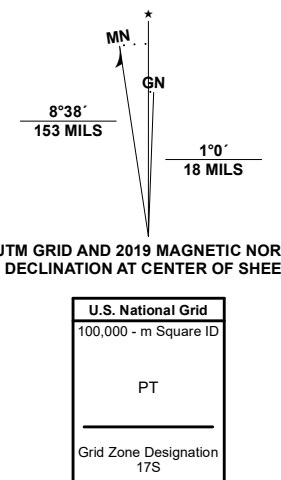 ★
MN
GN
8°38´
153 MILS
1°0´
18 MILS
UTM GRID AND 2019 MAGNETIC NOR
DECLINATION AT CENTER OF SHEE
U.S. National Grid
100,000 - m Square ID
PT
Grid Zone Designation
17S